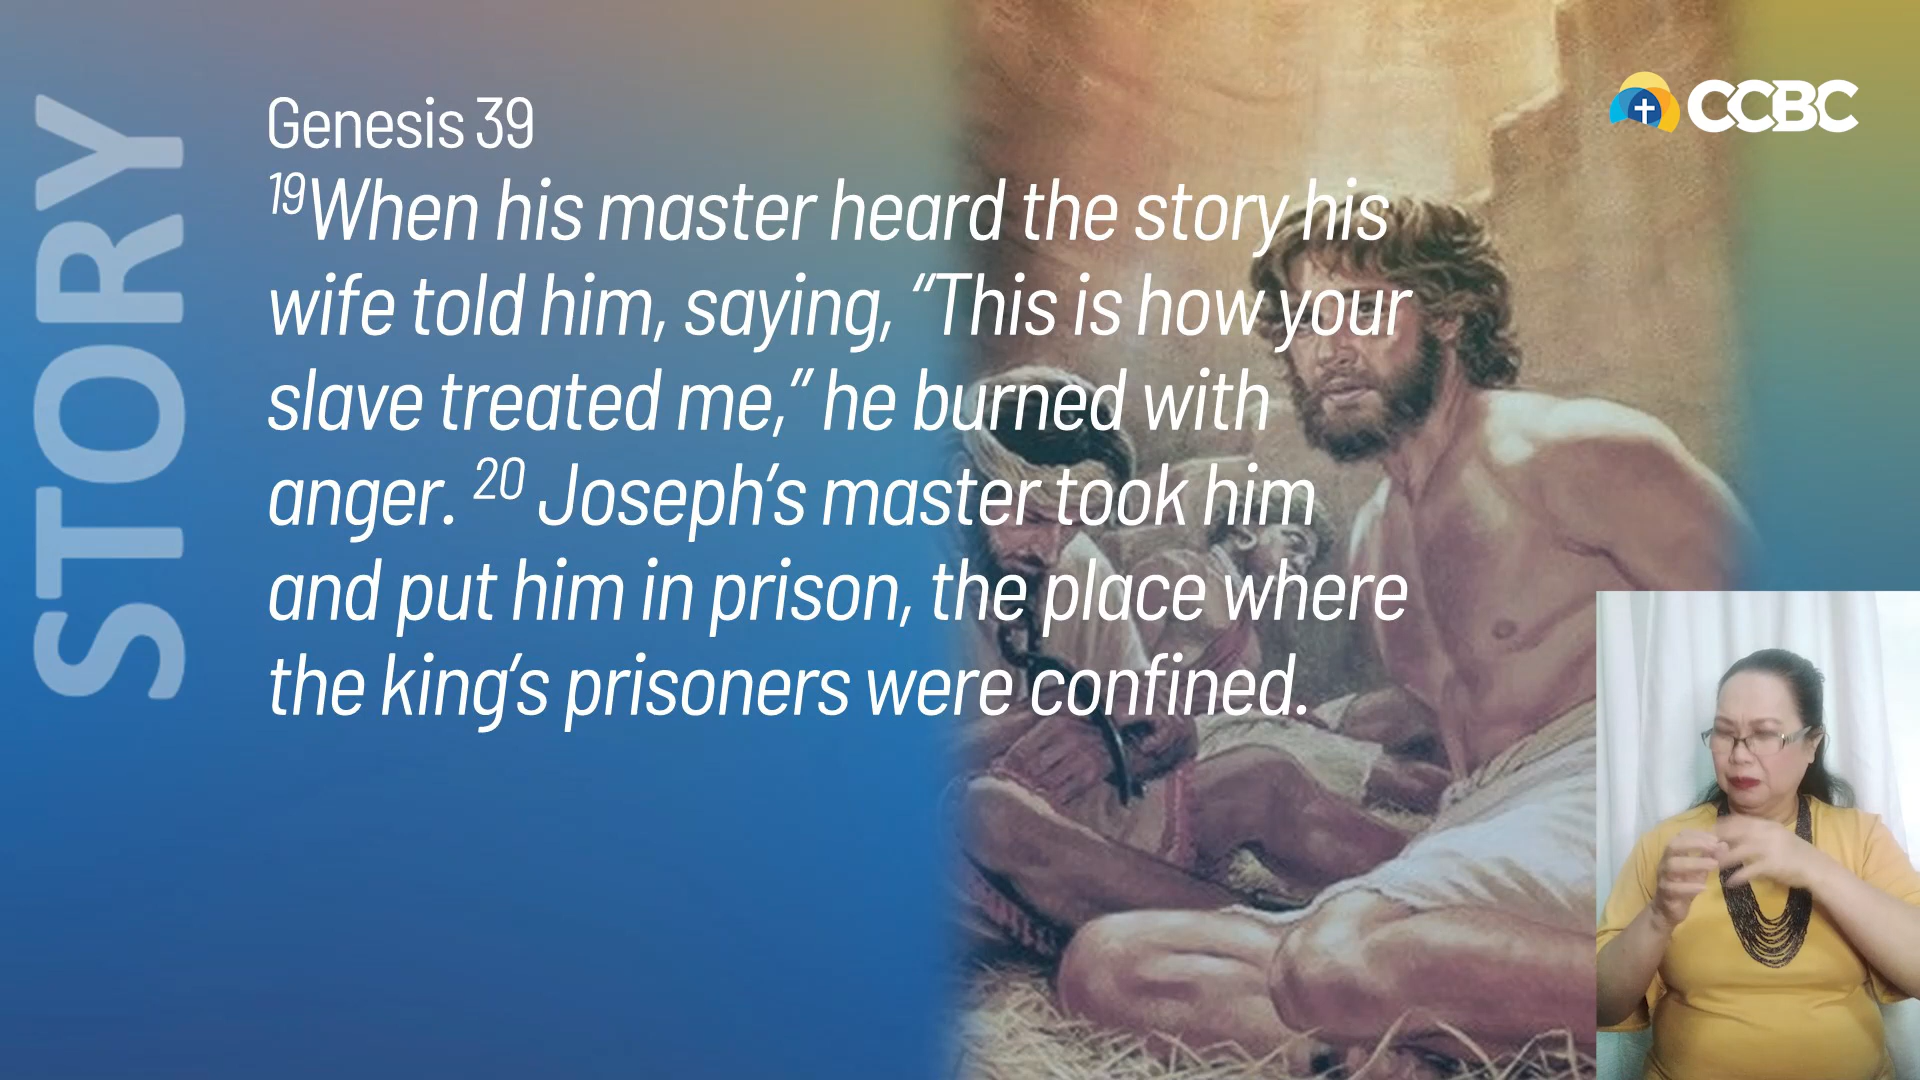 STORY
CCBC
Genesis 39
19When his master heard the story his
wife told him, saying, “This is how your
slave treated me,” he burned with
anger. 20 Joseph’s master took him
and put him in prison, the place where
the king’s prisoners were confined.